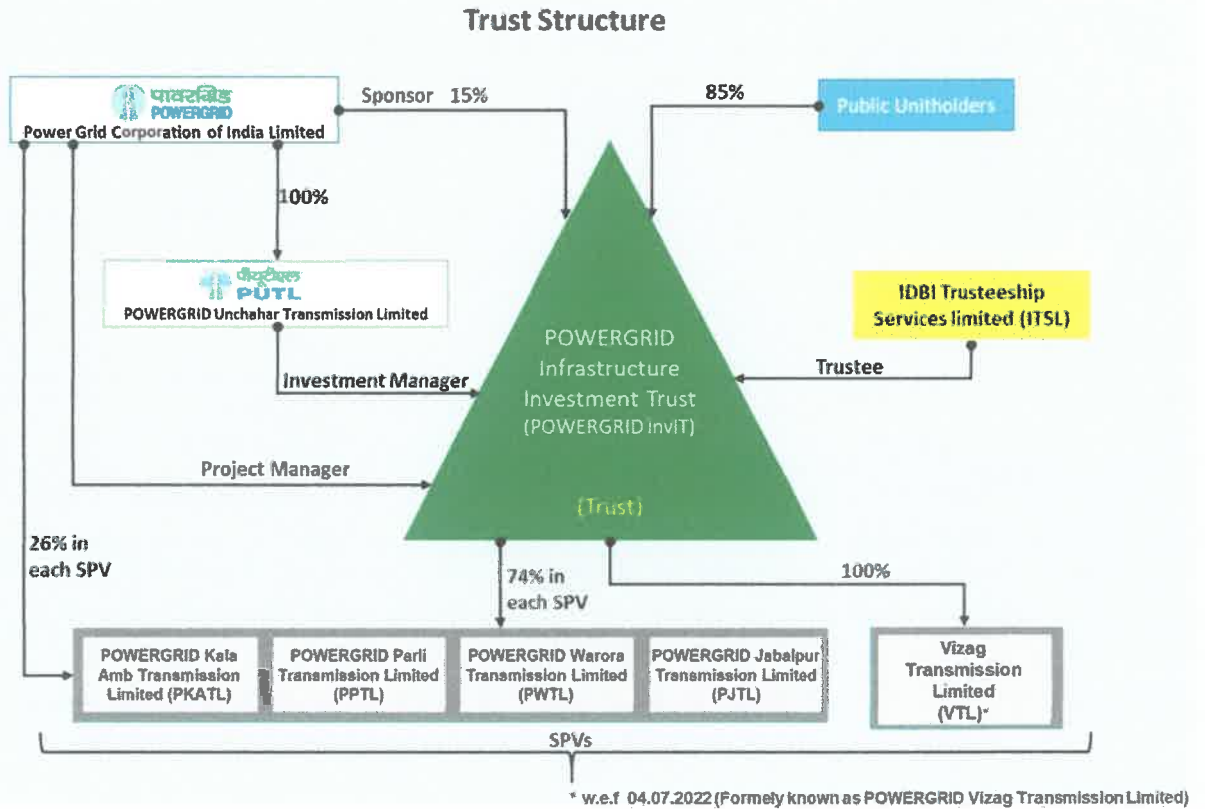 Trust Structure
पावरग्रिड
POWERGRID
Power Grid Corporation of India Limited
Sponsor 15%
85%
Public Unitholders
100%
पीयूटीएल
PUTL
POWERGRID Unchahar Transmission Limited
IDBI Trusteeship
Services limited (ITSL)
POWERGRID
Infrastructure
Investment Trust
(POWERGRID InvIT)
Investment Manager
Trustee
Project Manager
(Trust)
26% in
each SPV
74% in
each SPV
100%
POWERGRID Kala
Amb Transmission
Limited (PKATL)
POWERGRID Parli
Transmission Limited
(PPTL)
POWERGRID Warora
Transmission Limited
(PWTL)
POWERGRID Jabalpur
Transmission Limited
(PJTL)
Vizag
Transmission
Limited
(VTL)*
SPVs
* w.e.f 04.07.2022 (Formely known as POWERGRID Vizag Transmission Limited)